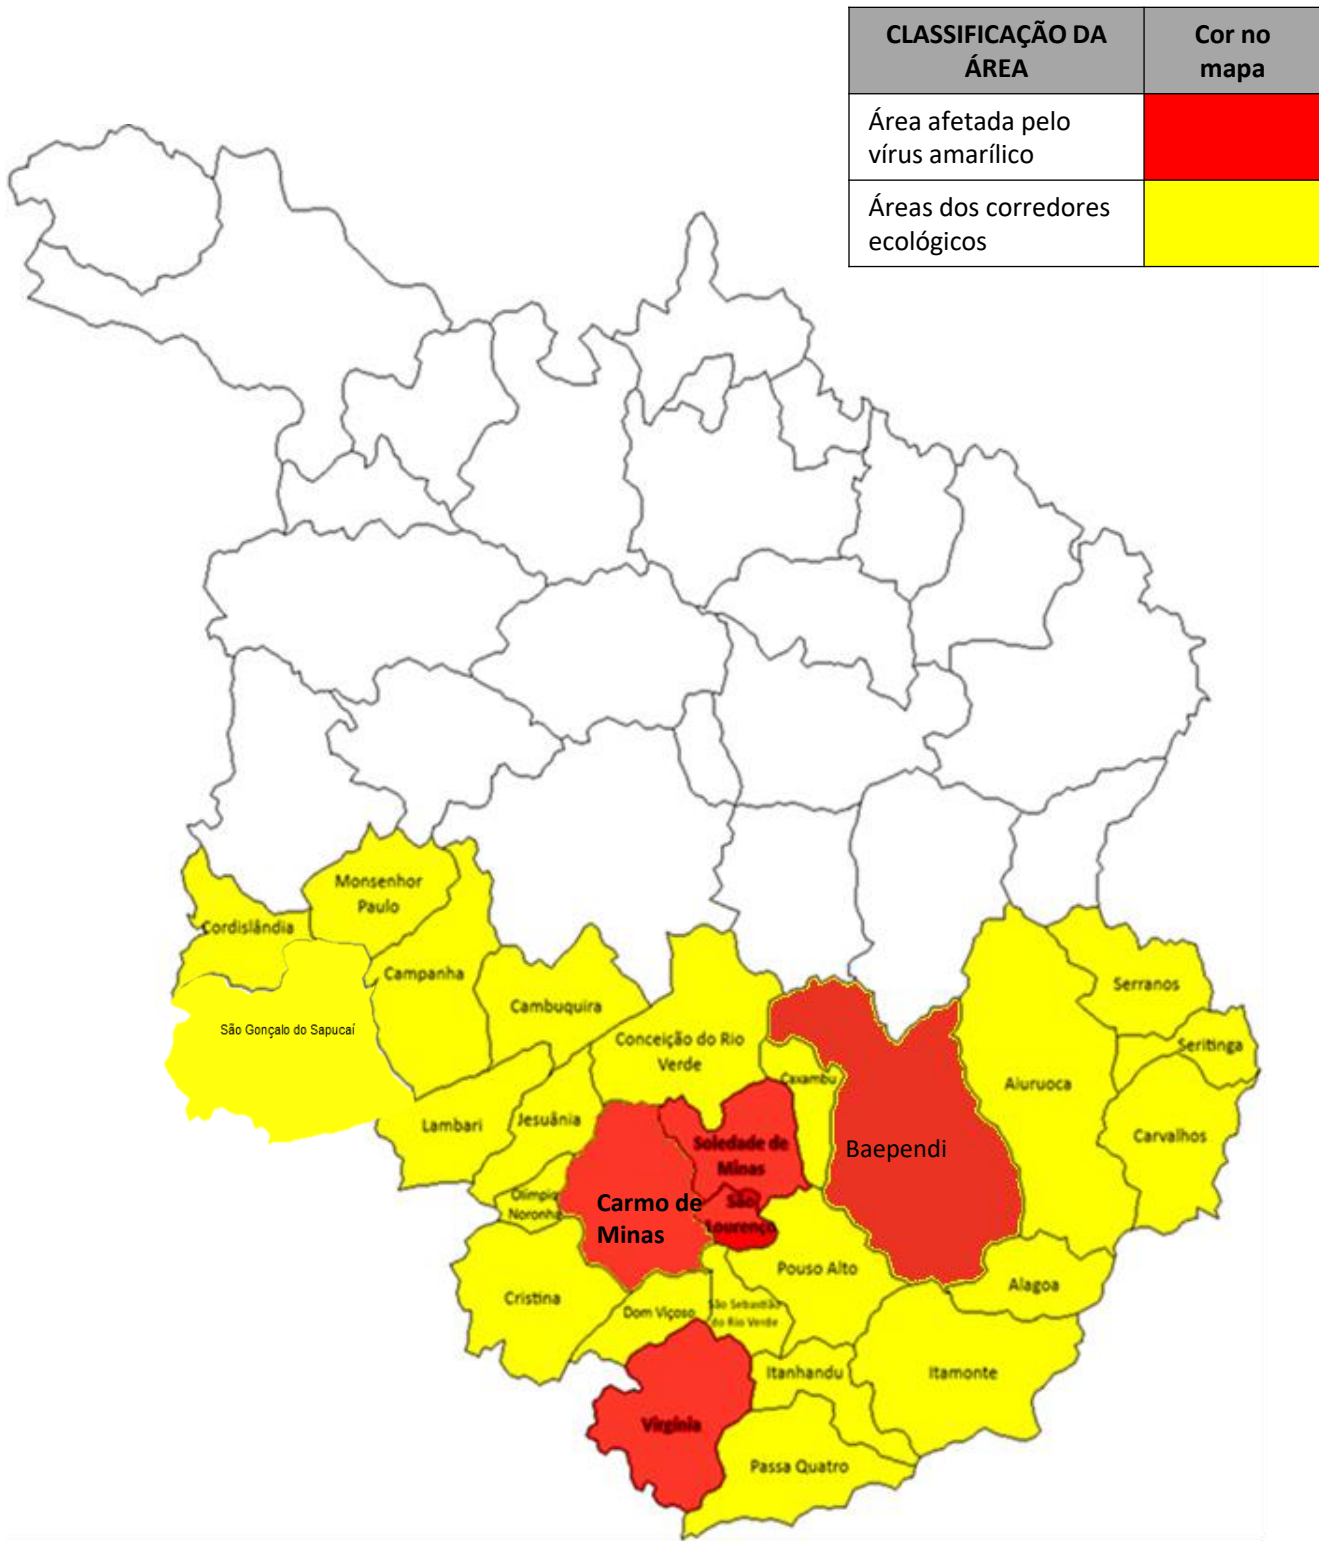 CLASSIFICAÇÃO DA
ÁREA
Cor no
mapa
Área afetada pelo
vírus amarílico
Áreas dos corredores
ecológicos
Monsenhor
Paulo
Cordislândia
Campanha
São Gonçalo do Sapucaí
Cambuquira
Conceição do Rio
Verde
Caxambu
Serranos
Seritinga
Aiuruoca
Carvalhos
Lambari
Jesuânia
Soledade de
Minas
Baependi
Olímpio
Noronha
Carmo de
Minas
São
Lourenço
Pouso Alto
Alagoa
Cristina
Dom Viçoso
São Sebastião
do Rio Verde
Itanhandu
Itamonte
Virgínia
Passa Quatro